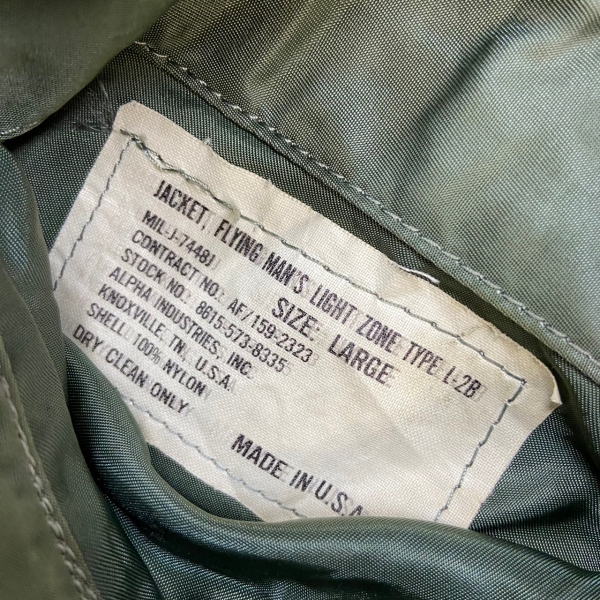 JACKET, FLYING MAN'S LIGHT ZONE TYPE L-2B
MIL-J-7448J
SIZE: LARGE
CONTRACT NO. AF/159-2323
STOCK NO. 8615-573-8335
ALPHA INDUSTRIES, INC.
KNOXVILLE, TN, U.S.A.
SHELL: 100% NYLON
DRY CLEAN ONLY
MADE IN U.S.A